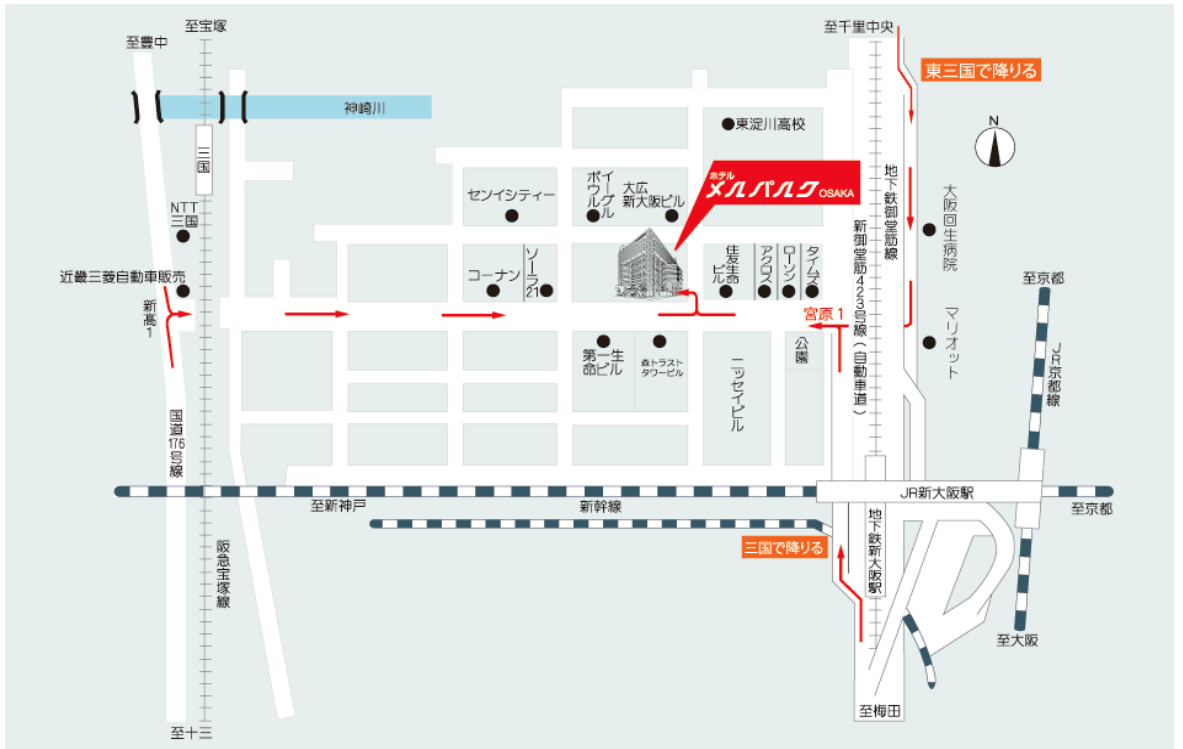 至宝塚
至豊中
至千里中央
東三国で降りる
神崎川
東淀川高校
N
三国
ホテル
メルパルク OSAKA
地下鉄御堂筋線
センイシティー
イーグル
ボウル
大広
新大阪ビル
大阪回生病院
NTT
三国
新御堂筋423号線(自動車道)
近畿三菱自動車販売
コーナン
ソーラ21
住友生命
ビル
アクロス
ローソン
タイムズ
至京都
新高1
宮原1
マリオット
第一生
命ビル
森トラスト
タワービル
ニッセイビル
公園
JR京都線
国道176号線
至新神戸
新幹線
JR新大阪駅
至京都
阪急宝塚線
三国で降りる
地下鉄新大阪駅
至大阪
至梅田
至十三